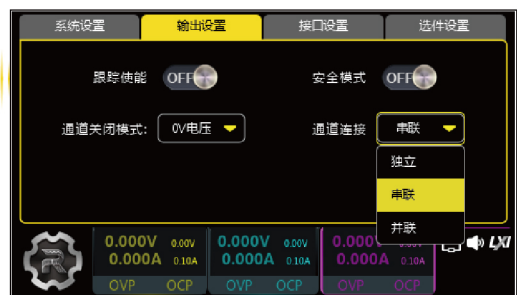 系统设置 输出设置 接口设置 选件设置
跟踪使能 OFF 安全模式 OFF
通道关闭模式: 0V电压 通道连接 串联
独立
串联
并联
0.000V 0.00V 0.000V 0.00V 0.000
0.000A 0.10A 0.000A 0.10A 0.000A 0.10A
OVP OCP OVP OCP OVP OCP
LXI